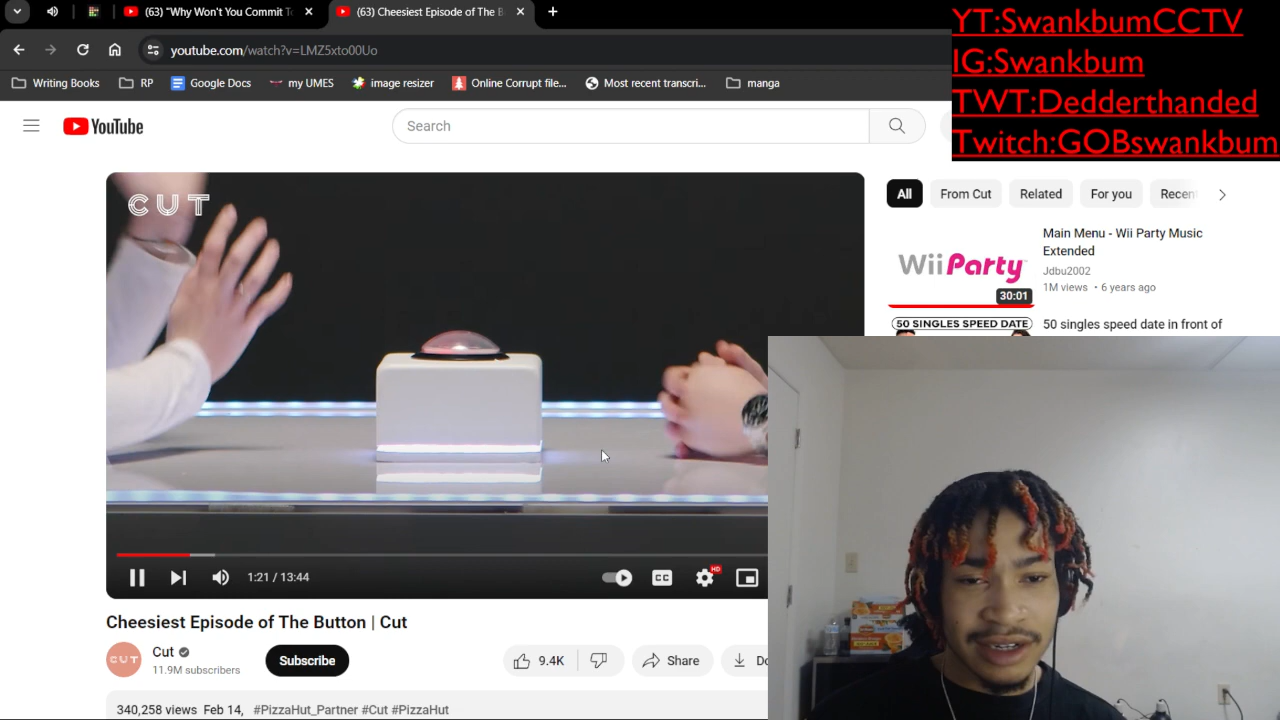 (63) "Why Won't You Commit To
(63) Cheesiest Episode of The B
youtube.com/watch?v=LMZ5xto00Uo
Writing Books
RP
Google Docs
my UMES
image resizer
Online Corrupt file...
Most recent transcri...
manga
YT:SwankbumCCTV
IG:Swankbum
TWT:Dedderthanded
Twitch:GOBswankbum
YouTube
Search
CUT
All
From Cut
Related
For you
Recen
Wii Party
30:01
Main Menu - Wii Party Music
Extended
Jdbu2002
1M views • 6 years ago
50 SINGLES SPEED DATE
50 singles speed date in front of
1:21 / 13:44
CC
HD
Cheesiest Episode of The Button | Cut
CUT
Cut
11.9M subscribers
Subscribe
9.4K
Share
Do
340,258 views Feb 14, #PizzaHut_Partner #Cut #PizzaHut